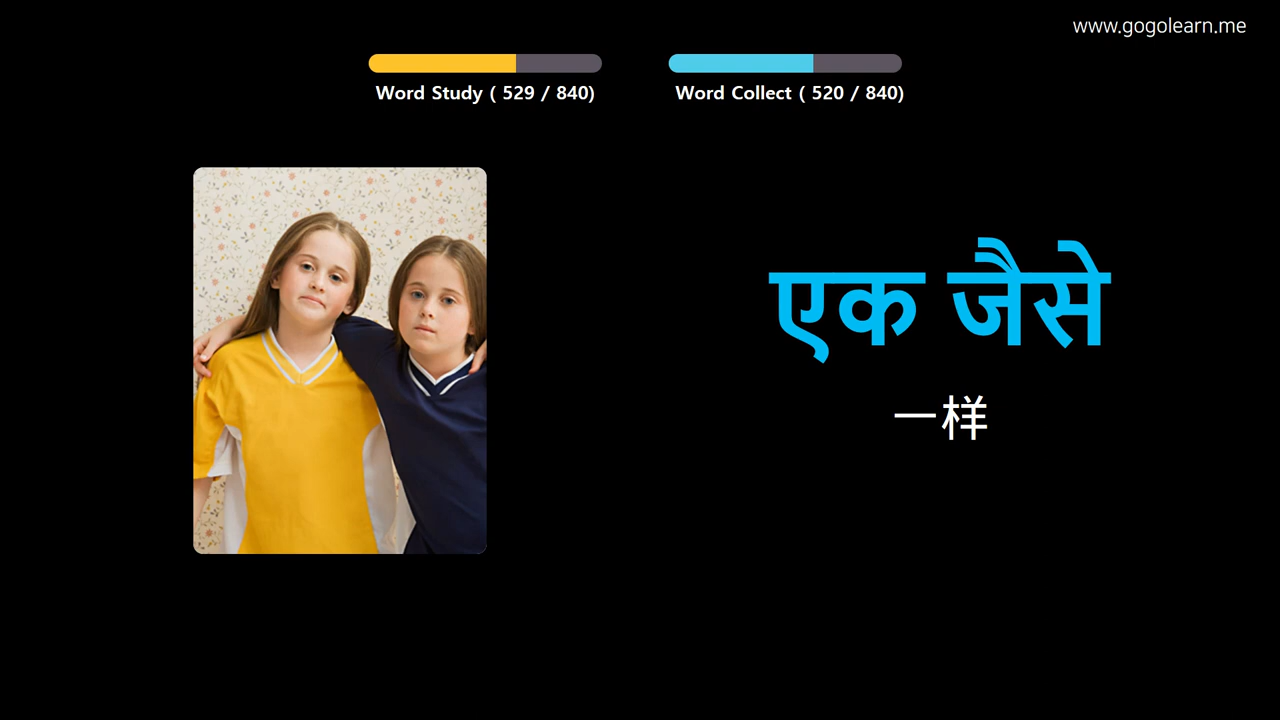 www.gogolearn.me
Word Study ( 529 / 840)
Word Collect ( 520 / 840)
एक जैसे
一样